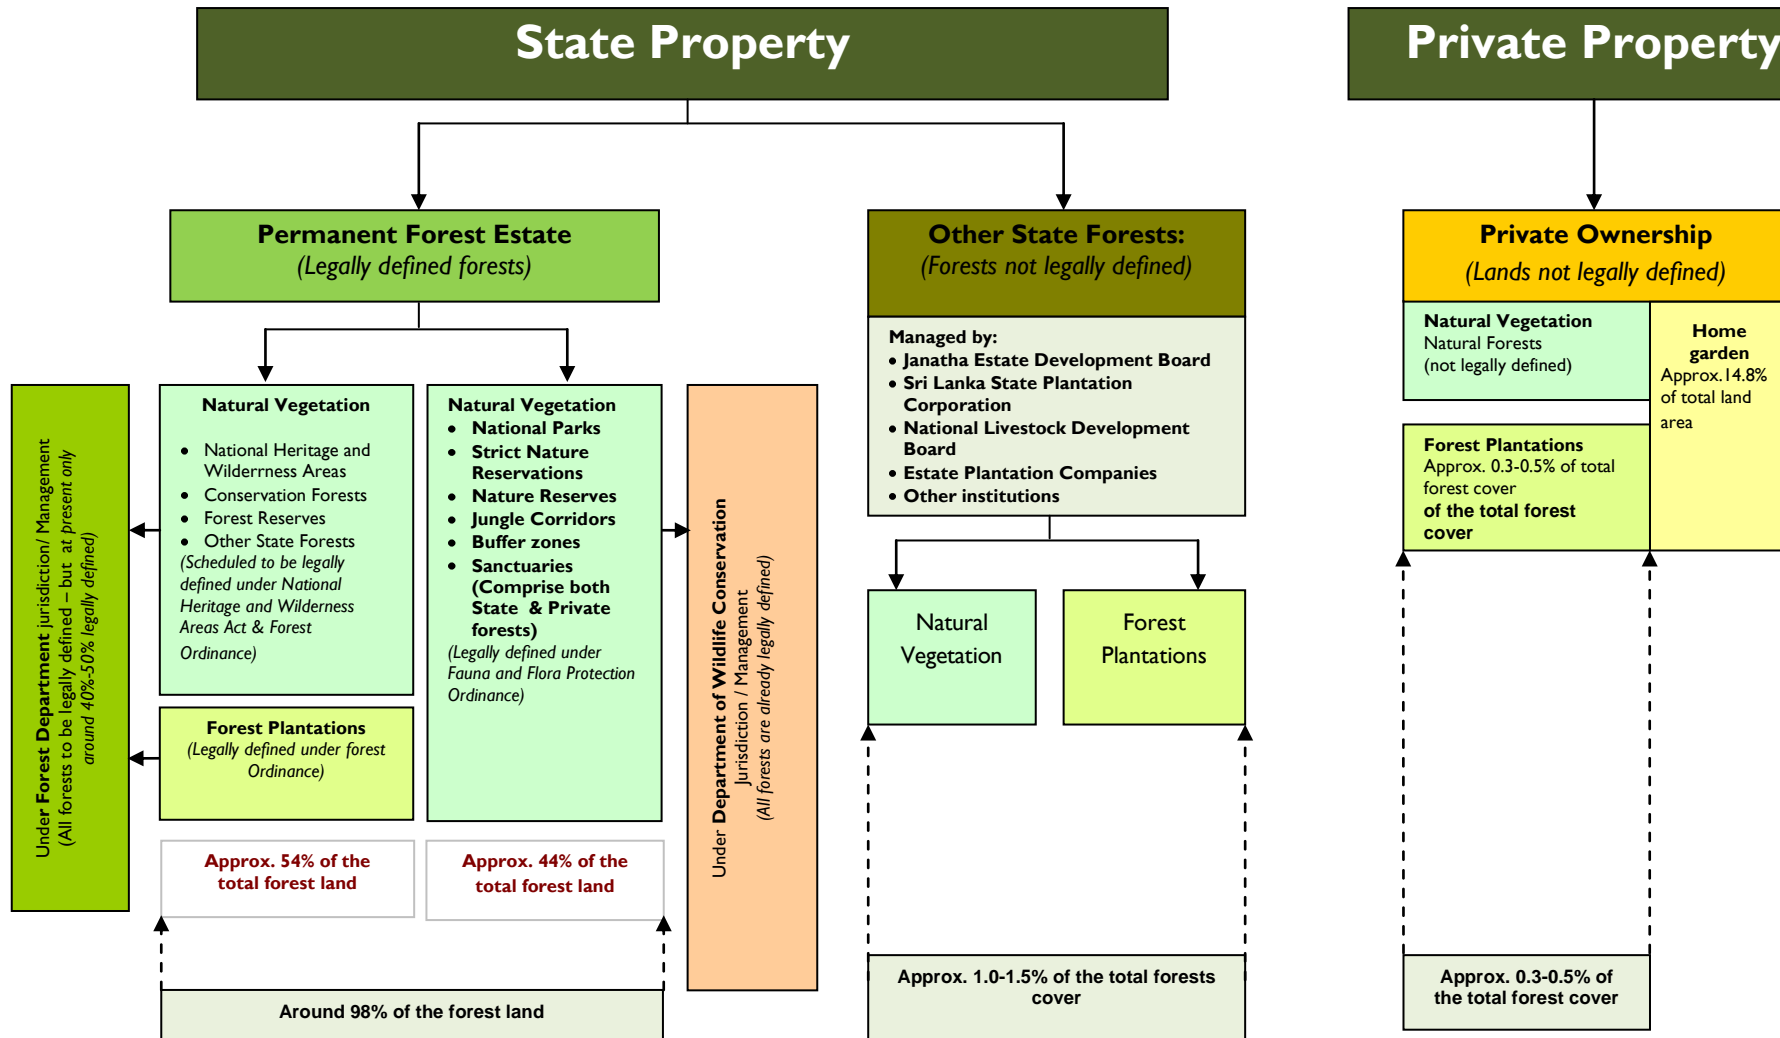 State Property
Private Property
Permanent Forest Estate
(Legally defined forests)
Other State Forests:
(Forests not legally defined)
Private Ownership
(Lands not legally defined)
Under Forest Department jurisdiction/ Management
(All forests to be legally defined – but at present only
around 40%-50% legally defined)
Natural Vegetation
• National Heritage and
Wilderrness Areas
• Conservation Forests
• Forest Reserves
• Other State Forests
(Scheduled to be legally
defined under National
Heritage and Wilderness
Areas Act & Forest
Ordinance)
Forest Plantations
(Legally defined under forest
Ordinance)
Natural Vegetation
• National Parks
• Strict Nature
Reservations
• Nature Reserves
• Jungle Corridors
• Buffer zones
• Sanctuaries
(Comprise both
State & Private
forests)
(Legally defined under
Fauna and Flora Protection
Ordinance)
Under Department of Wildlife Conservation
Jurisdiction / Management
(All forests are already legally defined)
Approx. 54% of the
total forest land
Approx. 44% of the
total forest land
Around 98% of the forest land
Managed by:
• Janatha Estate Development Board
• Sri Lanka State Plantation
Corporation
• National Livestock Development
Board
• Estate Plantation Companies
• Other institutions
Natural
Vegetation
Forest
Plantations
Approx. 1.0-1.5% of the total forests
cover
Natural Vegetation
Natural Forests
(not legally defined)
Forest Plantations
Approx. 0.3-0.5% of total
forest cover
of the total forest
cover
Home
garden
Approx.14.8%
of total land
area
Approx. 0.3-0.5% of
the total forest cover